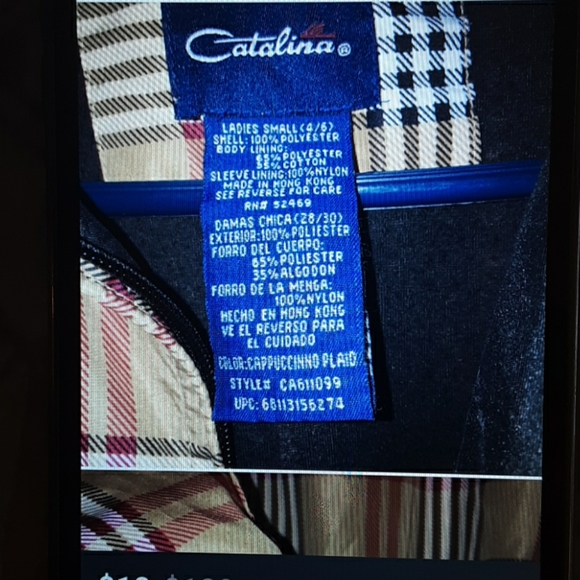 Catalina®
LADIES SMALL(4/6)
SHELL:100% POLYESTER
BODY LINING:
65% POLYESTER
35% COTTON
SLEEVE LINING:100%NYLON
MADE IN HONG KONG
SEE REVERSE FOR CARE
RN# 52469
DAMAS CHICA(28/30)
EXTERIOR:100%POLIESTER
FORRO DEL CUERPO:
65%POLIESTER
35%ALGODON
FORRO DE LA MENGA:
100%NYLON
HECHO EN HONG KONG
VE EL REVERSO PARA
EL CUIDADO
COLOR:CAPPUCCINNO PLAID
STYLE# CA611099
UPC: 68113156274